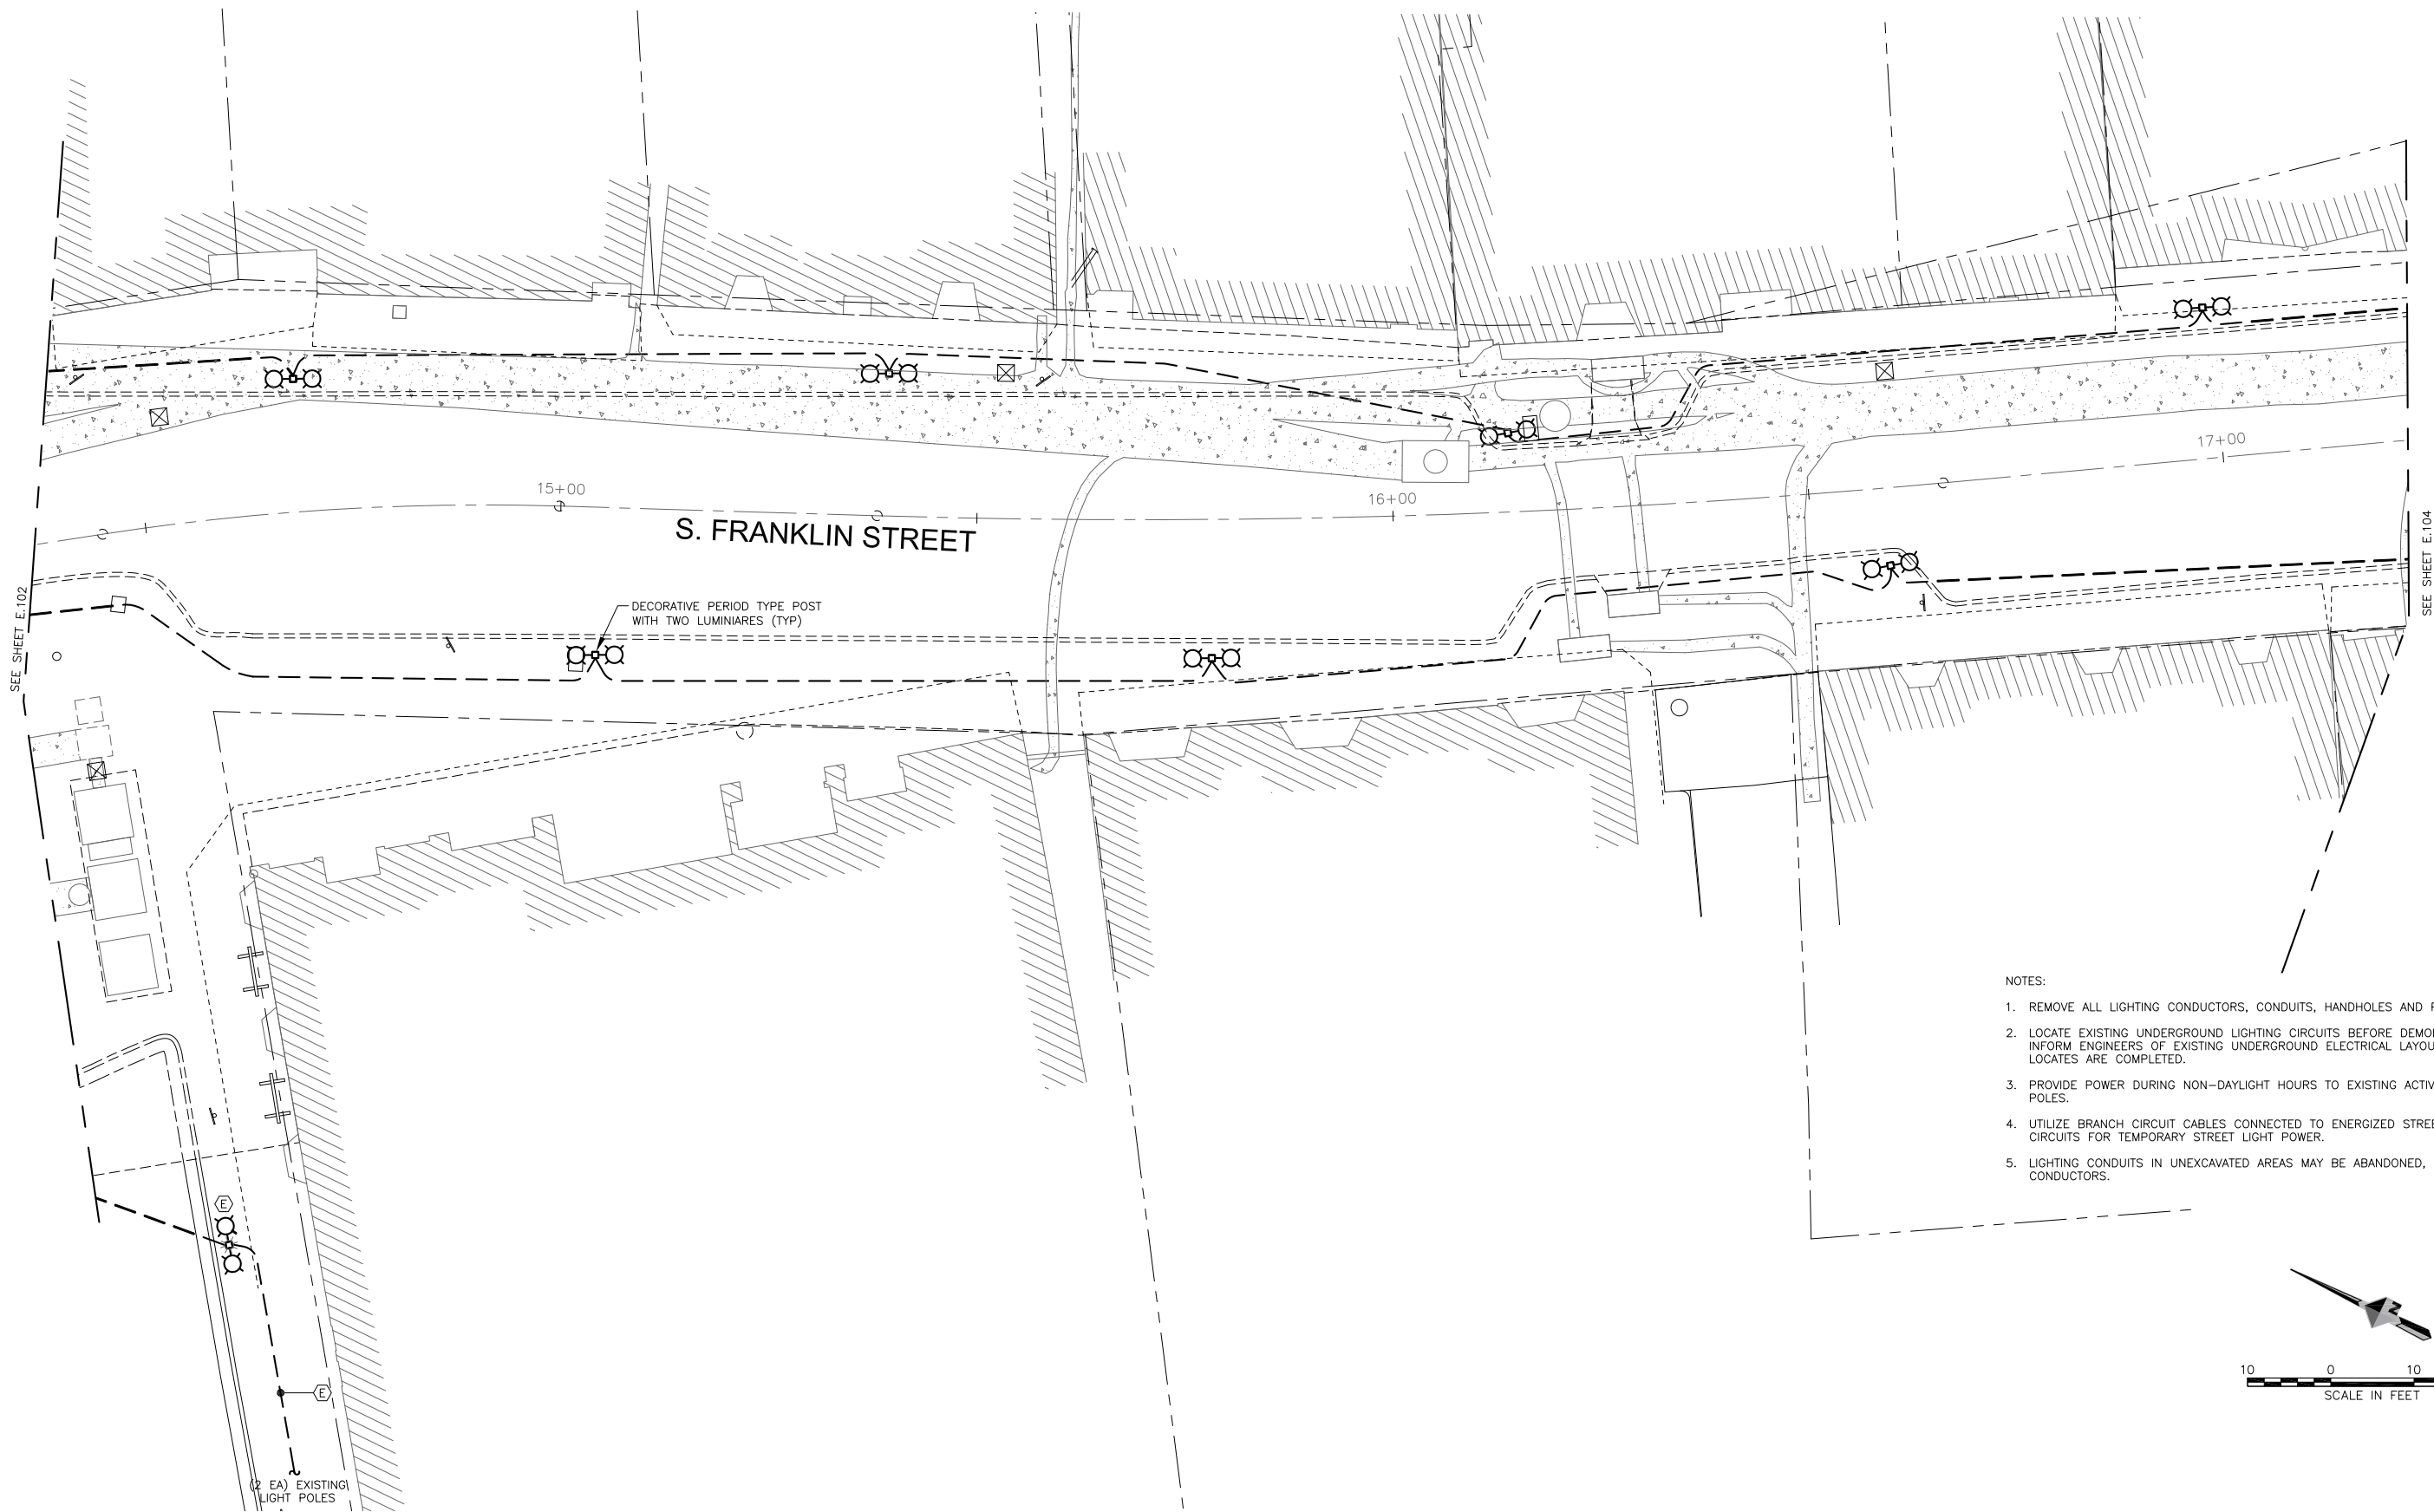 17+00
15+00
16+00
S. FRANKLIN STREET
SEE SHEET E.102
SEE SHEET E.104
DECORATIVE PERIOD TYPE POST
WITH TWO LUMINIARES (TYP)
NOTES:
1. REMOVE ALL LIGHTING CONDUCTORS, CONDUITS, HANDHOLES AND
2. LOCATE EXISTING UNDERGROUND LIGHTING CIRCUITS BEFORE
INFORM ENGINEERS OF EXISTING UNDERGROUND ELECTRICAL
LOCATES ARE COMPLETED.
3. PROVIDE POWER DURING NON-DAYLIGHT HOURS TO EXISTING
POLES.
4. UTILIZE BRANCH CIRCUIT CABLES CONNECTED TO ENERGIZED
CIRCUITS FOR TEMPORARY STREET LIGHT POWER.
5. LIGHTING CONDUITS IN UNEXCAVATED AREAS MAY BE ABANDONED,
CONDUCTORS.
E
E
N
10 0 10
SCALE IN FEET
(2 EA) EXISTING
LIGHT POLES